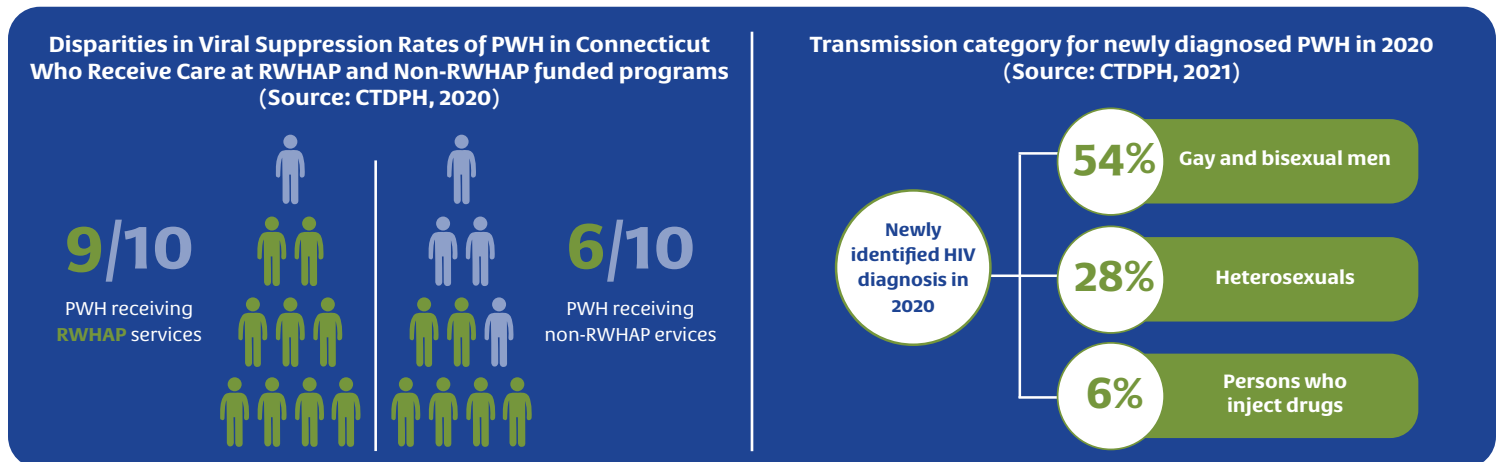 Disparities in Viral Suppression Rates of PWH in Connecticut
Who Receive Care at RWHAP and Non-RWHAP funded programs
(Source: CTDPH, 2020)
9/10
PWH receiving
RWHAP services
6/10
PWH receiving
non-RWHAP ervices
Transmission category for newly diagnosed PWH in 2020
(Source: CTDPH, 2021)
Newly
identified HIV
diagnosis in
2020
54%
Gay and bisexual men
28%
Heterosexuals
6%
Persons who
inject drugs